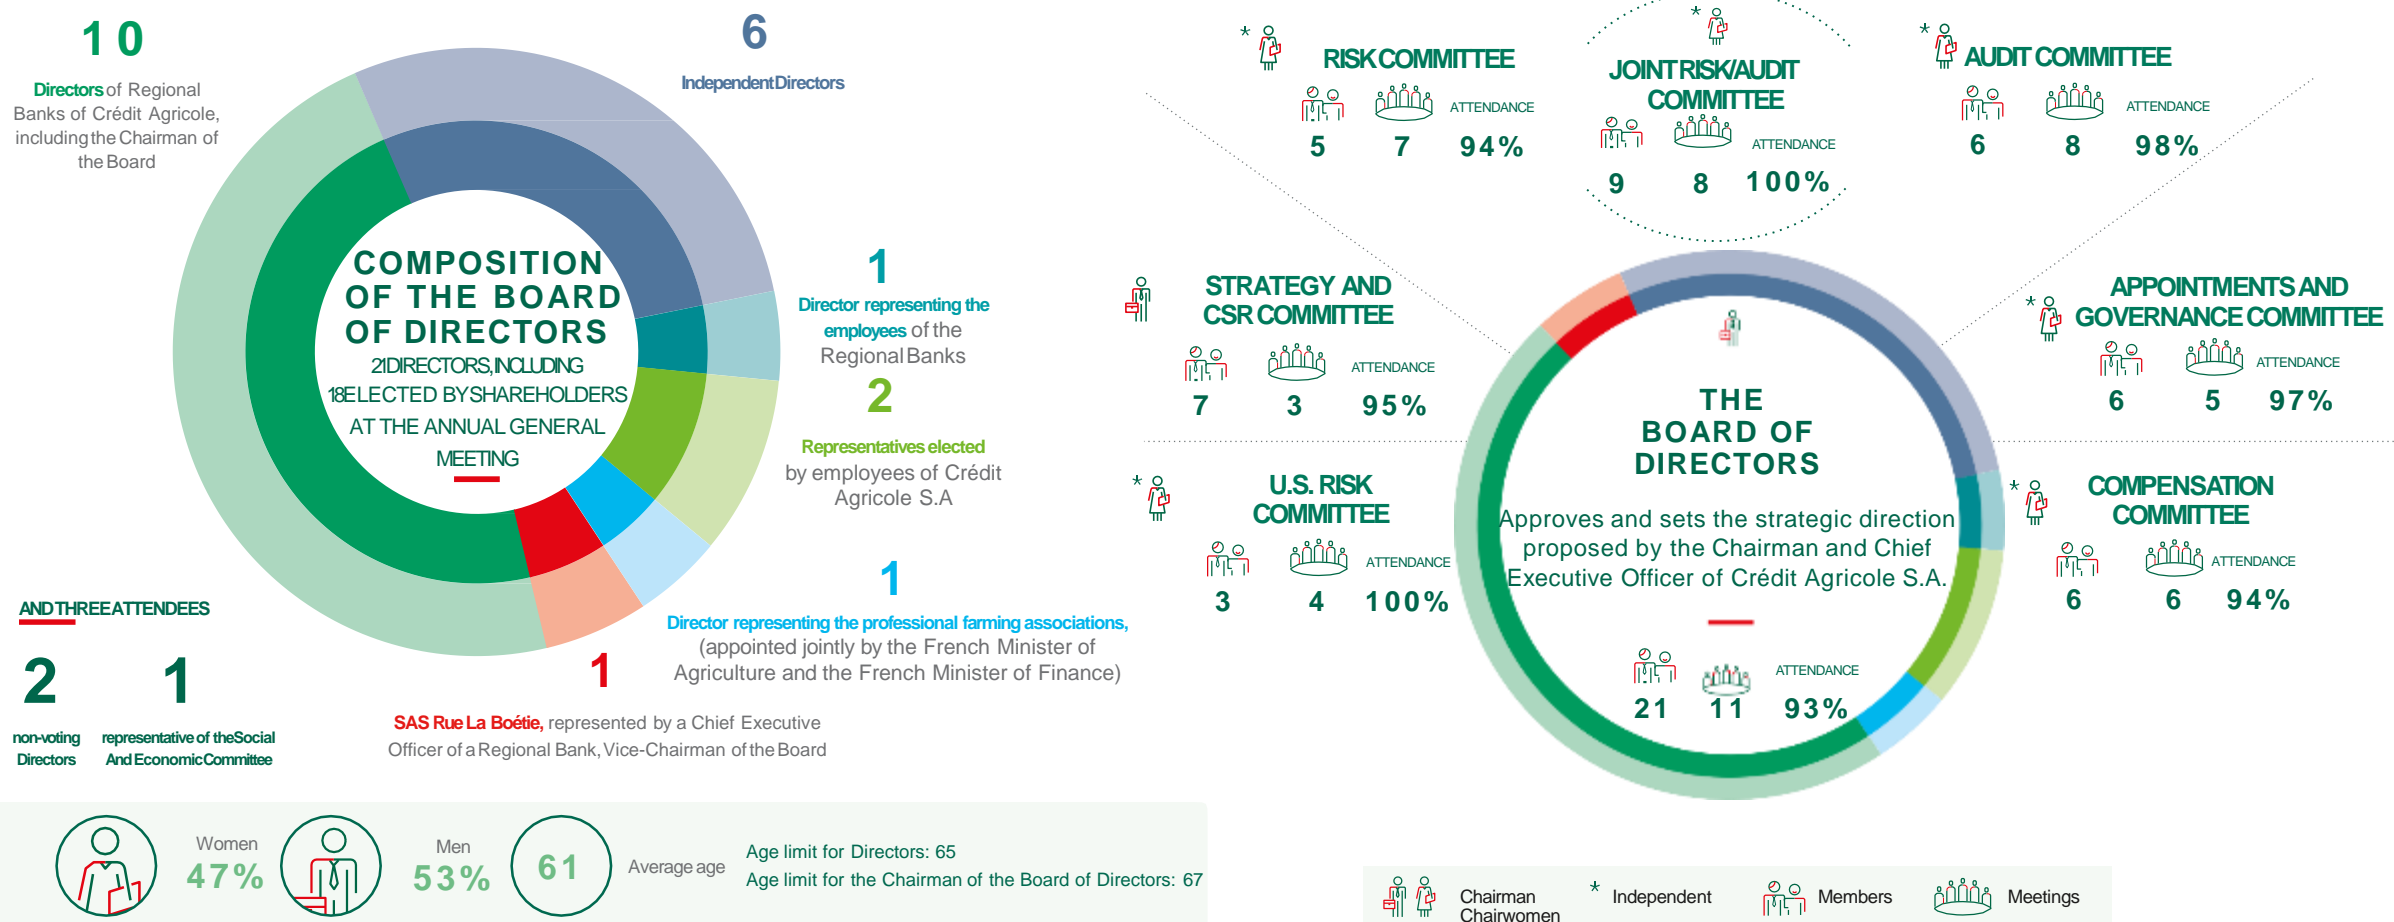 10
Directors of Regional
Banks of Crédit Agricole,
including the Chairman of
the Board
6
Independent Directors
COMPOSITION
OF THE BOARD
OF DIRECTORS
21 DIRECTORS, INCLUDING
18 ELECTED BY SHAREHOLDERS
AT THE ANNUAL GENERAL
MEETING
1
Director representing the
employees of the
Regional Banks
2
Representatives elected
by employees of Crédit
Agricole S.A
1
Director representing the professional farming associations,
(appointed jointly by the French Minister of
Agriculture and the French Minister of Finance)
1
SAS Rue La Boétie, represented by a Chief Executive
Officer of a Regional Bank, Vice-Chairman of the Board
AND THREE ATTENDEES
2
non-voting
Directors
1
representative of the Social
And Economic Committee
Women
47%
Men
53%
61
Average age
Age limit for Directors: 65
Age limit for the Chairman of the Board of Directors: 67
*
RISK COMMITTEE
ATTENDANCE
5 7 94%
*
JOINT RISK/AUDIT
COMMITTEE
ATTENDANCE
9 8 100%
*
AUDIT COMMITTEE
ATTENDANCE
6 8 98%
STRATEGY AND
CSR COMMITTEE
ATTENDANCE
7 3 95%
*
APPOINTMENTS AND
GOVERNANCE COMMITTEE
ATTENDANCE
6 5 97%
*
U.S. RISK
COMMITTEE
ATTENDANCE
3 4 100%
*
COMPENSATION
COMMITTEE
ATTENDANCE
6 6 94%
THE
BOARD OF
DIRECTORS
Approves and sets the strategic direction
proposed by the Chairman and Chief
Executive Officer of Crédit Agricole S.A.
ATTENDANCE
21 11 93%
Chairman
Chairwomen
* Independent
Members
Meetings